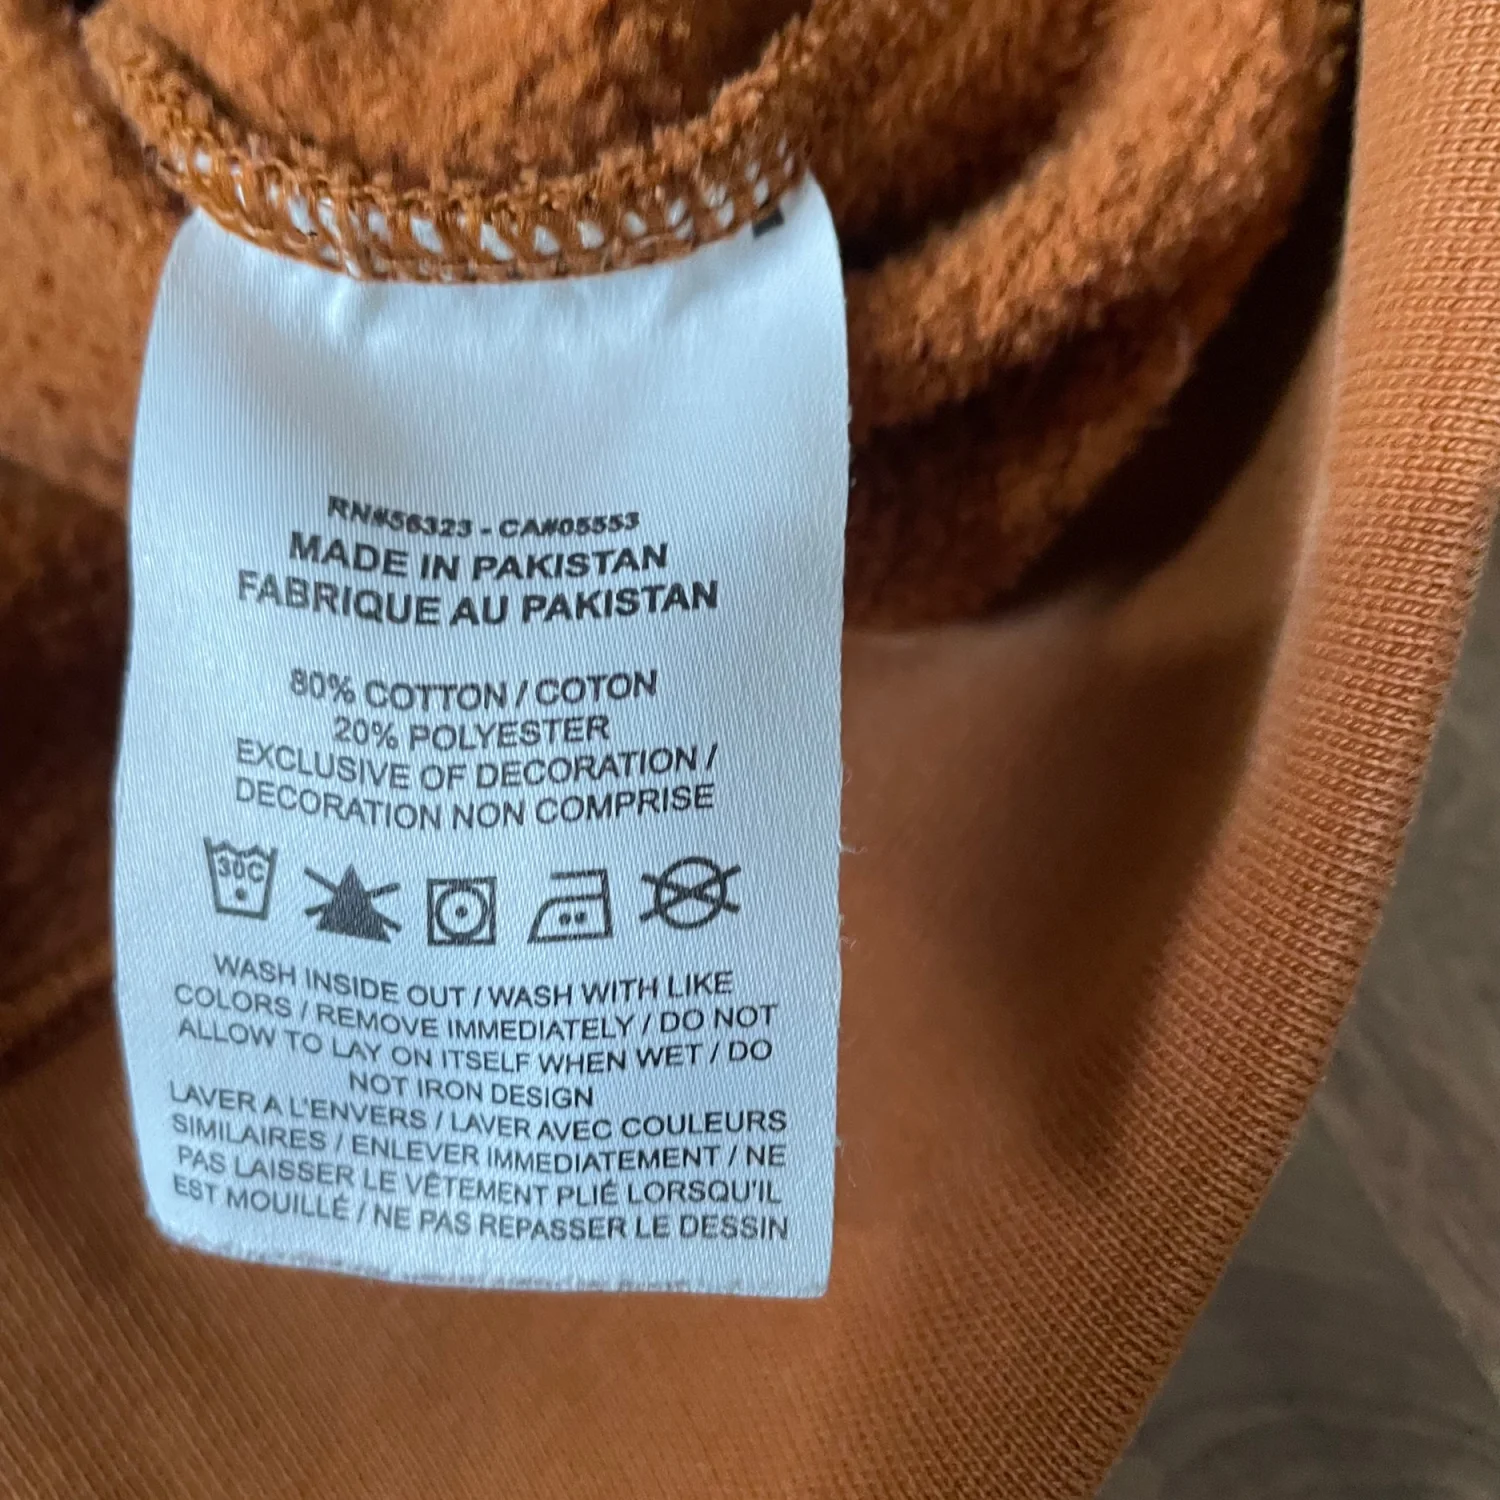 RN#56323 - CA#05553
MADE IN PAKISTAN
FABRIQUE AU PAKISTAN
80% COTTON / COTON
20% POLYESTER
EXCLUSIVE OF DECORATION /
DECORATION NON COMPRISE
30C
WASH INSIDE OUT / WASH WITH LIKE
COLORS / REMOVE IMMEDIATELY / DO NOT
ALLOW TO LAY ON ITSELF WHEN WET / DO
NOT IRON DESIGN
LAVER A L'ENVERS / LAVER AVEC COULEURS
SIMILAIRES / ENLEVER IMMEDIATEMENT / NE
PAS LAISSER LE VÊTEMENT PLIÉ LORSQU'IL
EST MOUILLÉ / NE PAS REPASSER LE DESSIN